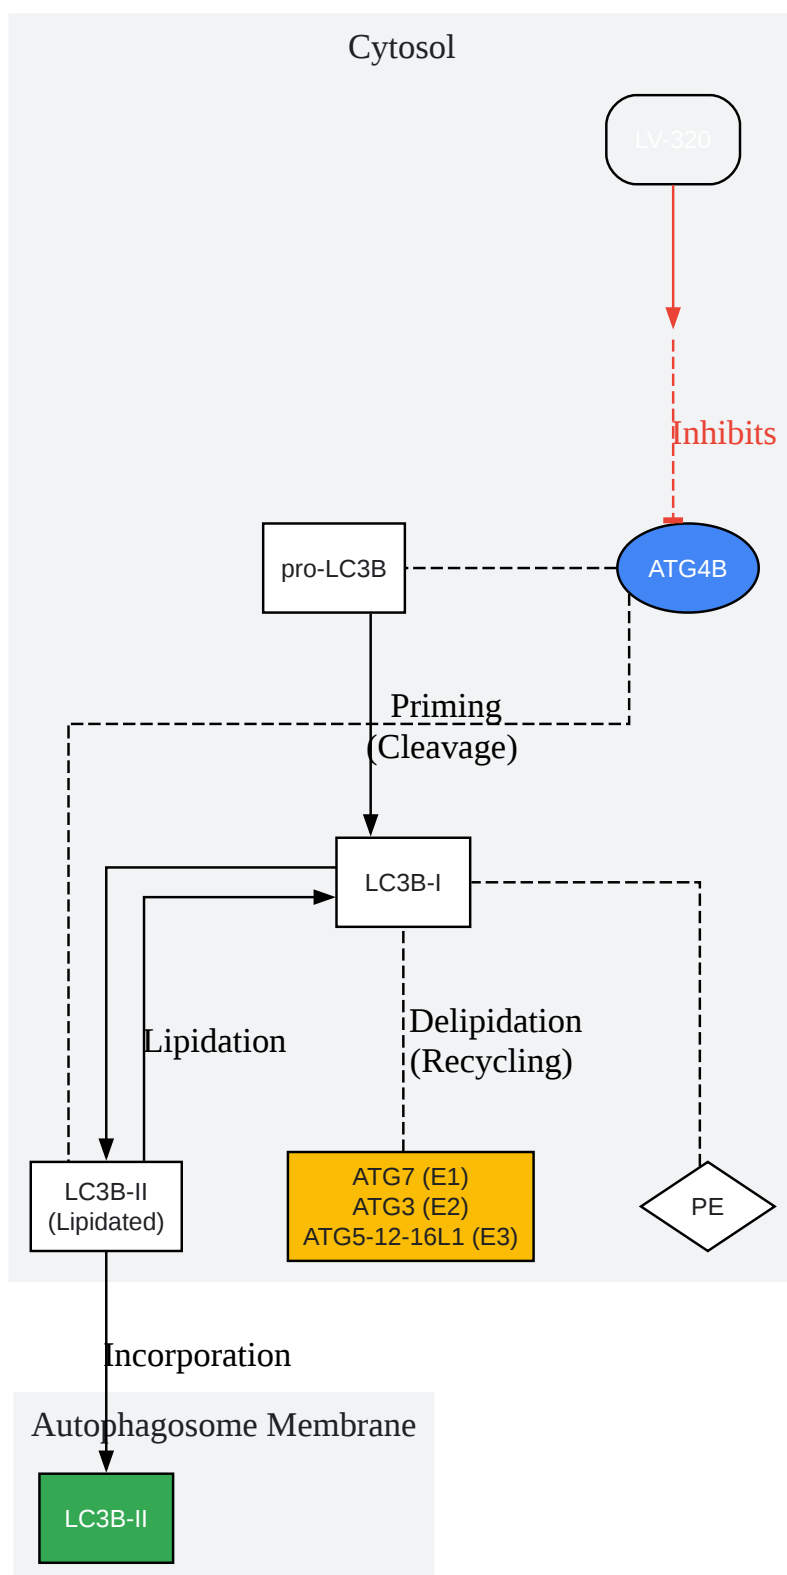 Cytosol
LV-320
Inhibits
pro-LC3B
ATG4B
Priming
(Cleavage)
LC3B-I
Lipidation
Delipidation
(Recycling)
LC3B-II
(Lipidated)
ATG7 (E1)
ATG3 (E2)
ATG5-12-16L1 (E3)
PE
Incorporation
Autophagosome Membrane
LC3B-II